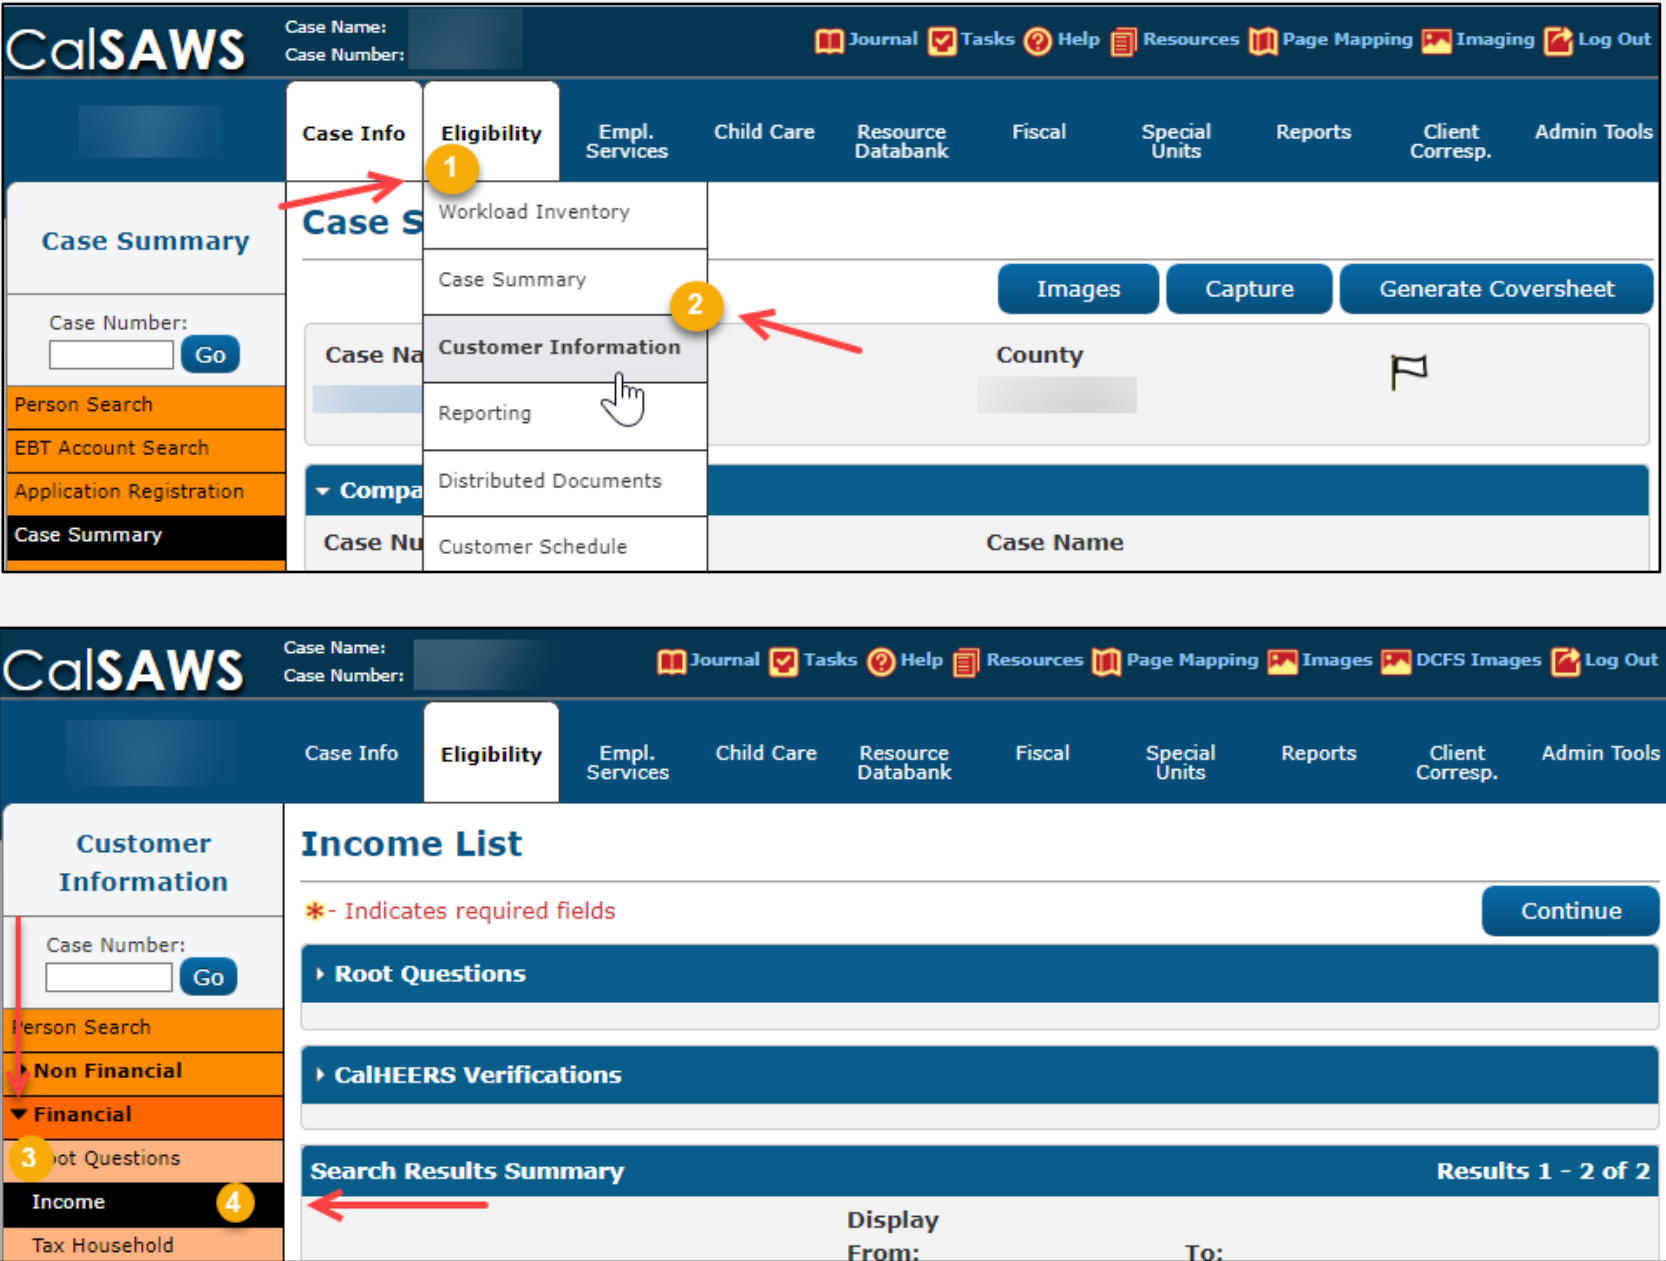 CalSAWS
Case Name:
Case Number:
Journal Tasks Help Resources Page Mapping Imaging Log Out
Case Info Eligibility Empl. Services Child Care Resource Databank Fiscal Special Units Reports Client Corresp. Admin Tools
1
Case Summary
Case Number:
Go
Person Search
EBT Account Search
Application Registration
Case Summary
Case S
Workload Inventory
Case Summary
2
Customer Information
Reporting
Distributed Documents
Customer Schedule
Images Capture Generate Coversheet
Case Na
County
Compa
Case Nu
Case Name
CalSAWS
Case Name:
Case Number:
Journal Tasks Help Resources Page Mapping Images DCFS Images Log Out
Case Info Eligibility Empl. Services Child Care Resource Databank Fiscal Special Units Reports Client Corresp. Admin Tools
Customer
Information
Case Number:
Go
Person Search
Non Financial
Financial
3 oot Questions
Income 4
Tax Household
Income List
*- Indicates required fields
Continue
Root Questions
CalHEERS Verifications
Search Results Summary Results 1 - 2 of 2
Display
From: To: